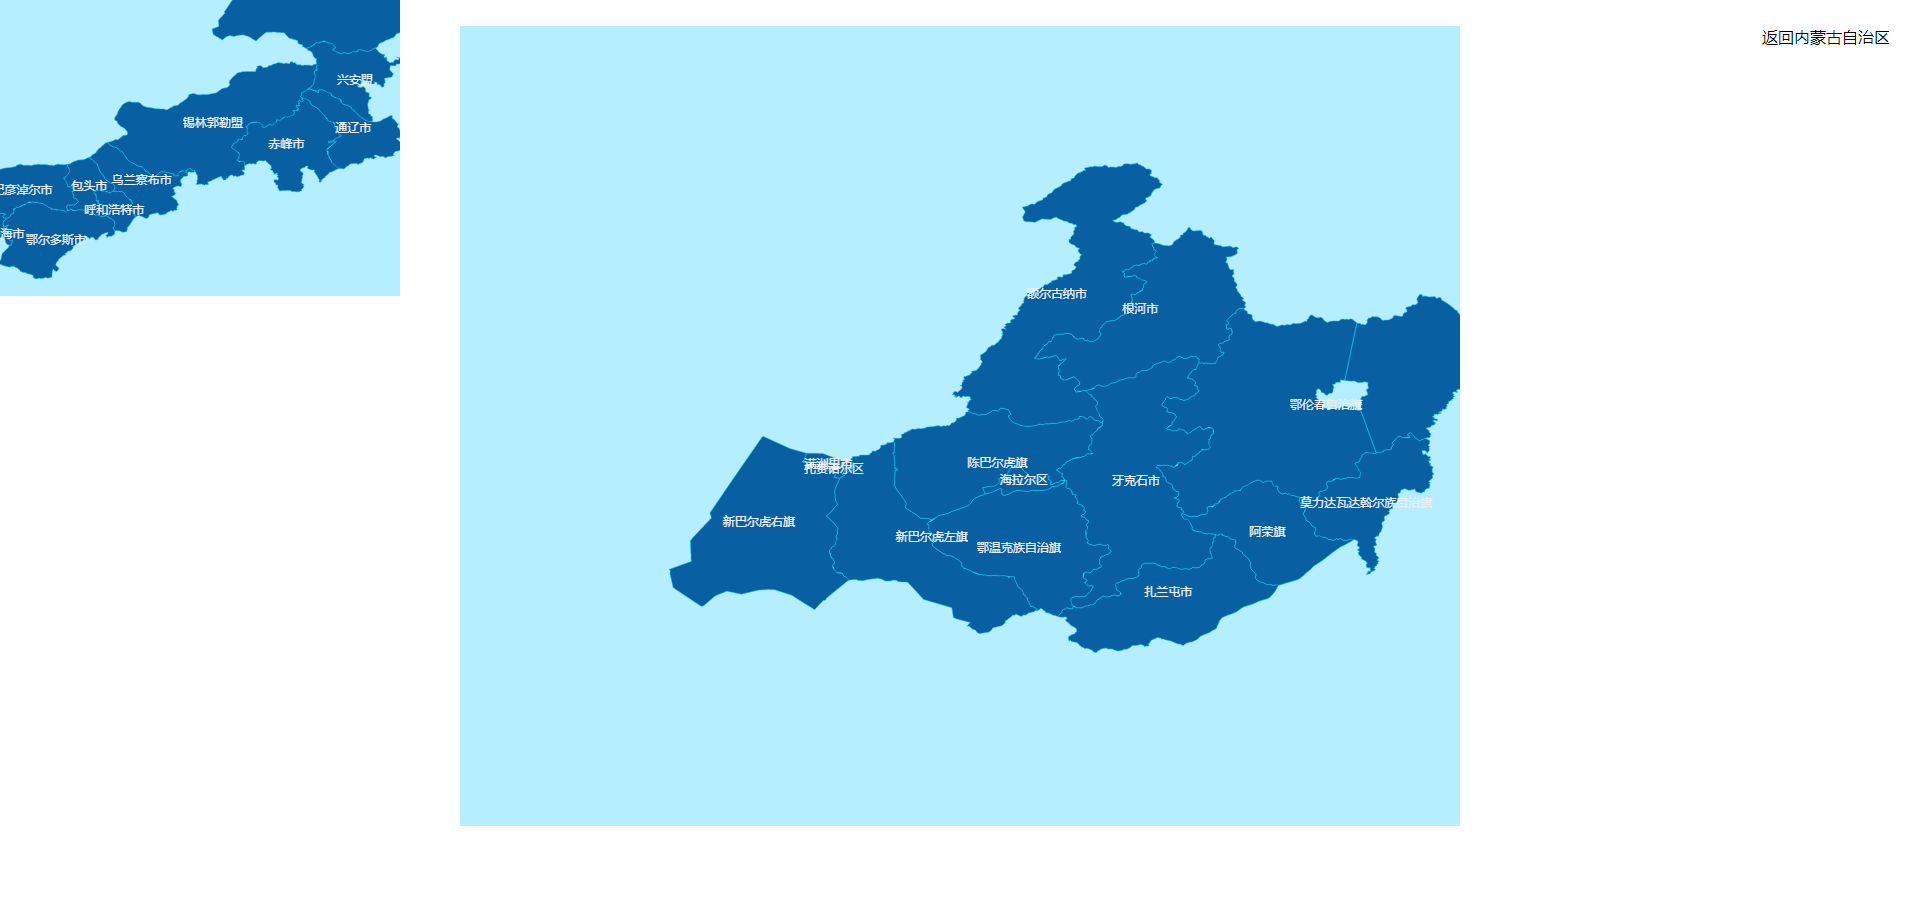 返回内蒙古自治区
兴安盟
锡林郭勒盟
通辽市
赤峰市
乌兰察布市
包头市
巴彦淖尔市
呼和浩特市
海市
鄂尔多斯市
额尔古纳市
根河市
鄂伦春自治旗
满洲里市
扎赉诺尔区
陈巴尔虎旗
海拉尔区
牙克石市
莫力达瓦达斡尔族自治旗
新巴尔虎右旗
阿荣旗
新巴尔虎左旗
鄂温克族自治旗
扎兰屯市